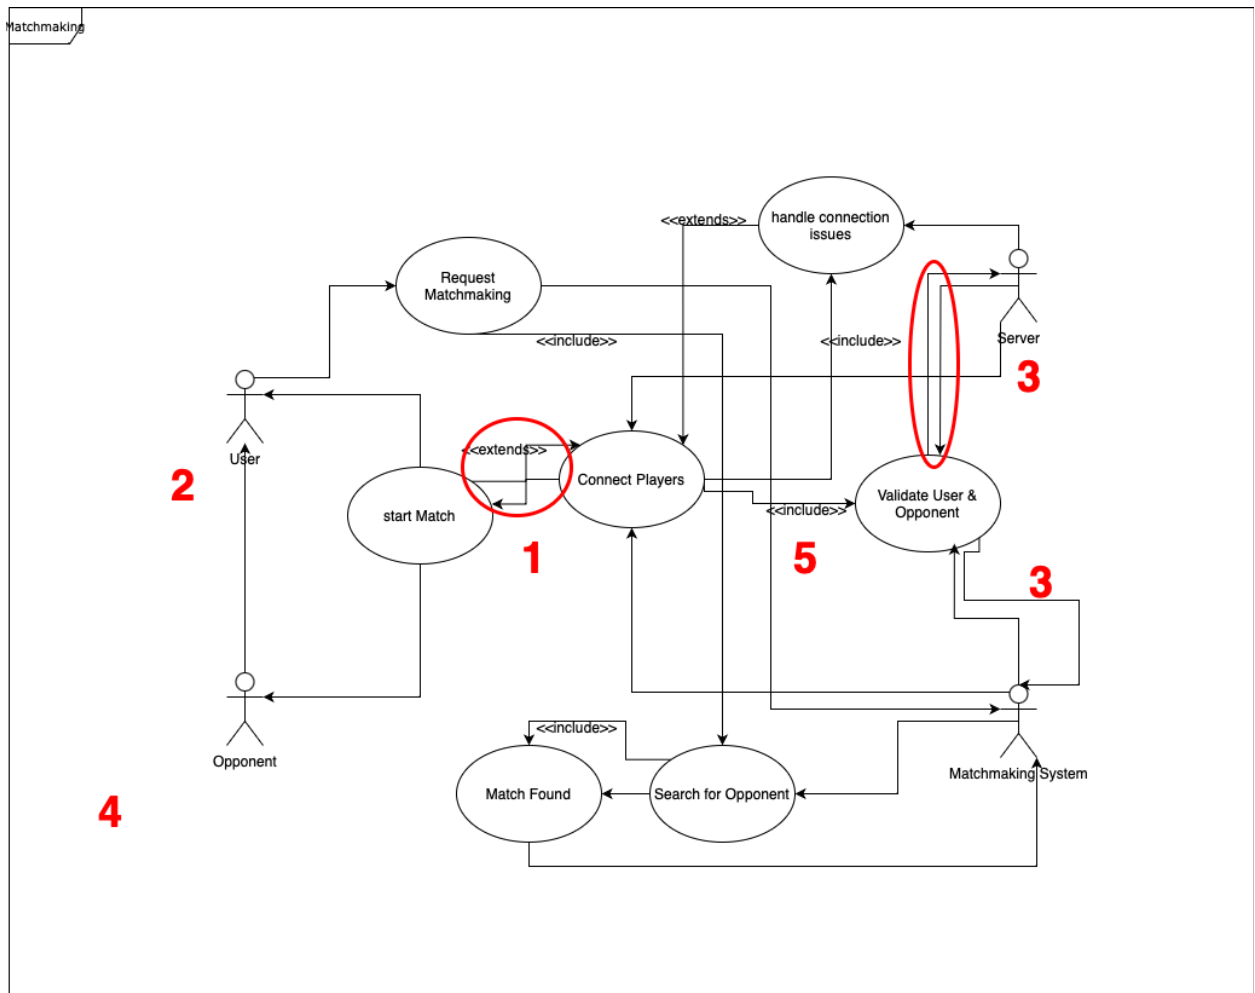 Matchmaking
<<extends>>
handle connection
issues
Request
Matchmaking
<<include>>
<<include>>
Server
3
User
2
<<extends>>
Connect Players
start Match
Validate User &
Opponent
<<include>>
1
5
3
Opponent
<<include>>
Matchmaking System
Match Found
Search for Opponent
4